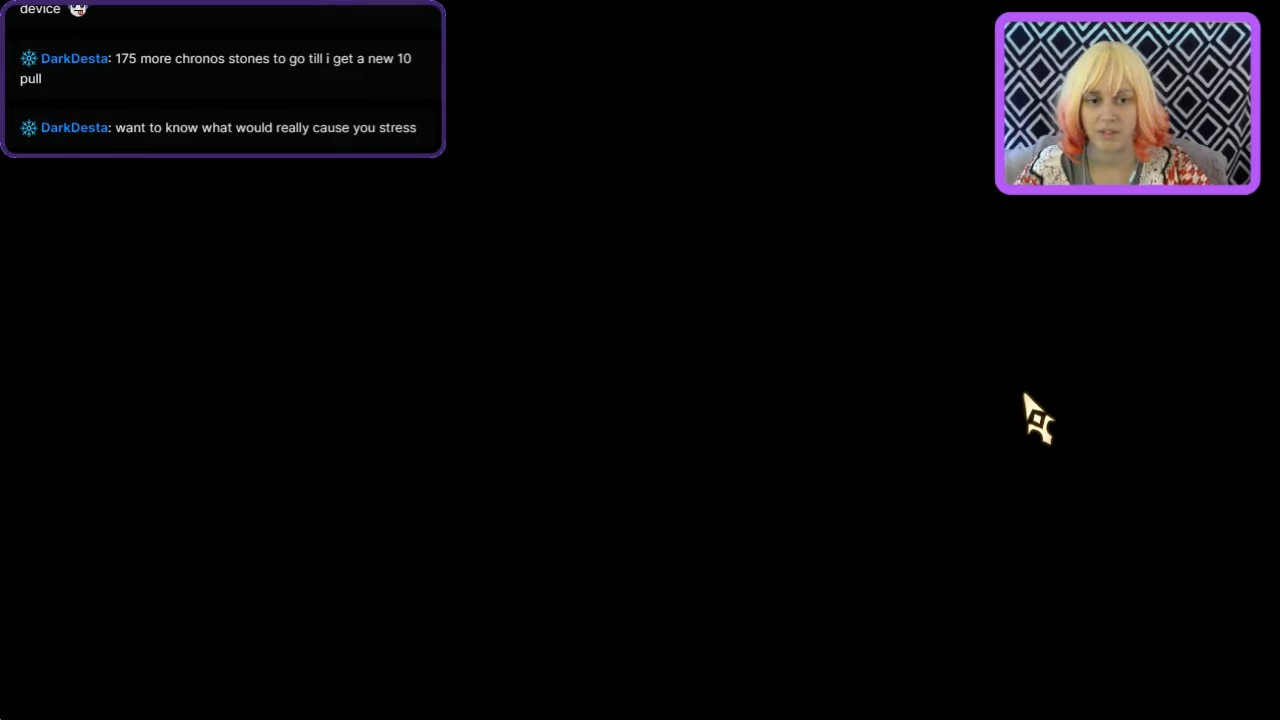 device
DarkDesta: 175 more chronos stones to go till i get a new 10
pull
DarkDesta: want to know what would really cause you stress